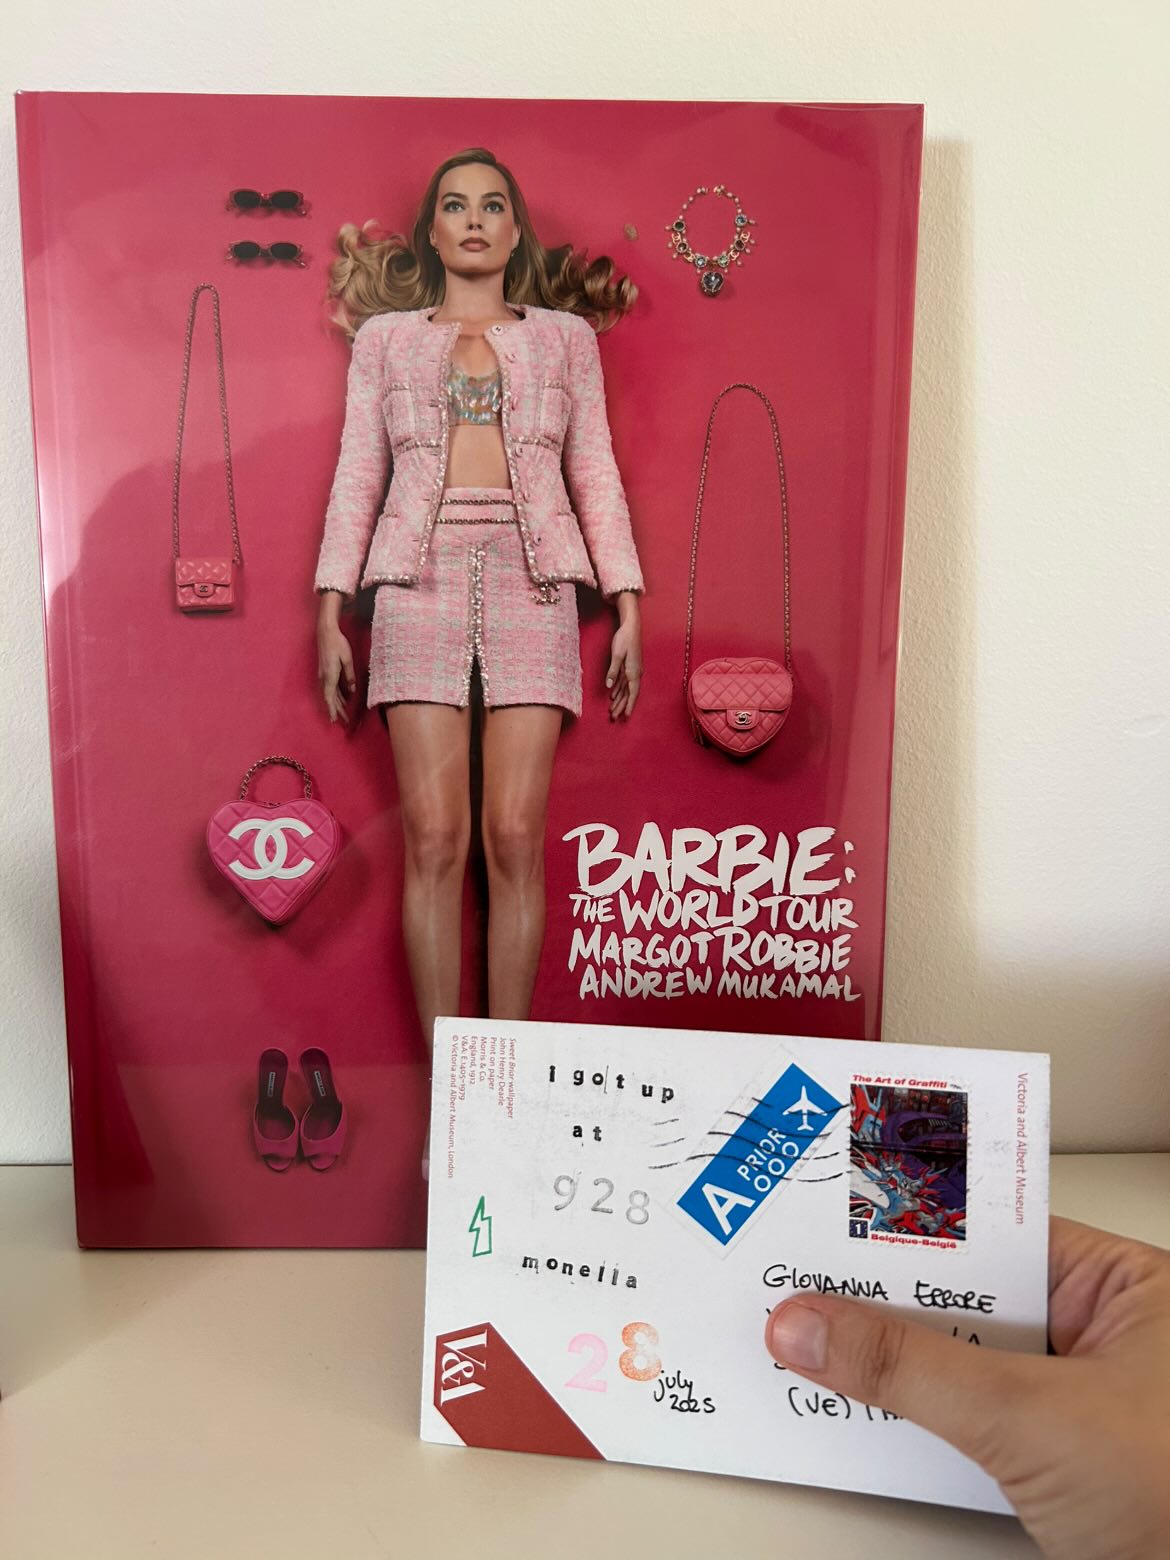 BARBIE:
THE WORLD TOUR
MARGOT ROBBIE
ANDREW MUKAMAL
Sweet Briar wallpaper
John Henry Dearle
Print on paper
Morris & Co.
England, 1912
V&A: E.1405–1979
© Victoria and Albert Museum, London
i got up
at
928
monella
28
july
2025
V&A
A PRIOR
The Art of Graffiti
1
Belgique-België
Victoria and Albert Museum
GIOVANNA ERRORE
(VE)